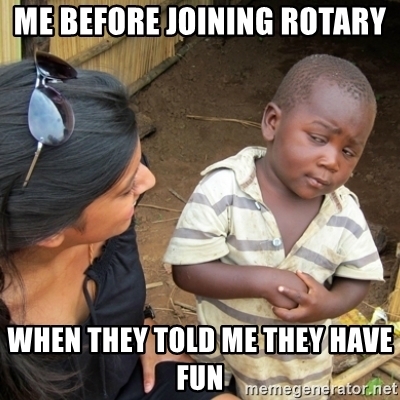 ME BEFORE JOINING ROTARY
WHEN THEY TOLD ME THEY HAVE
FUN
memegenerator.net